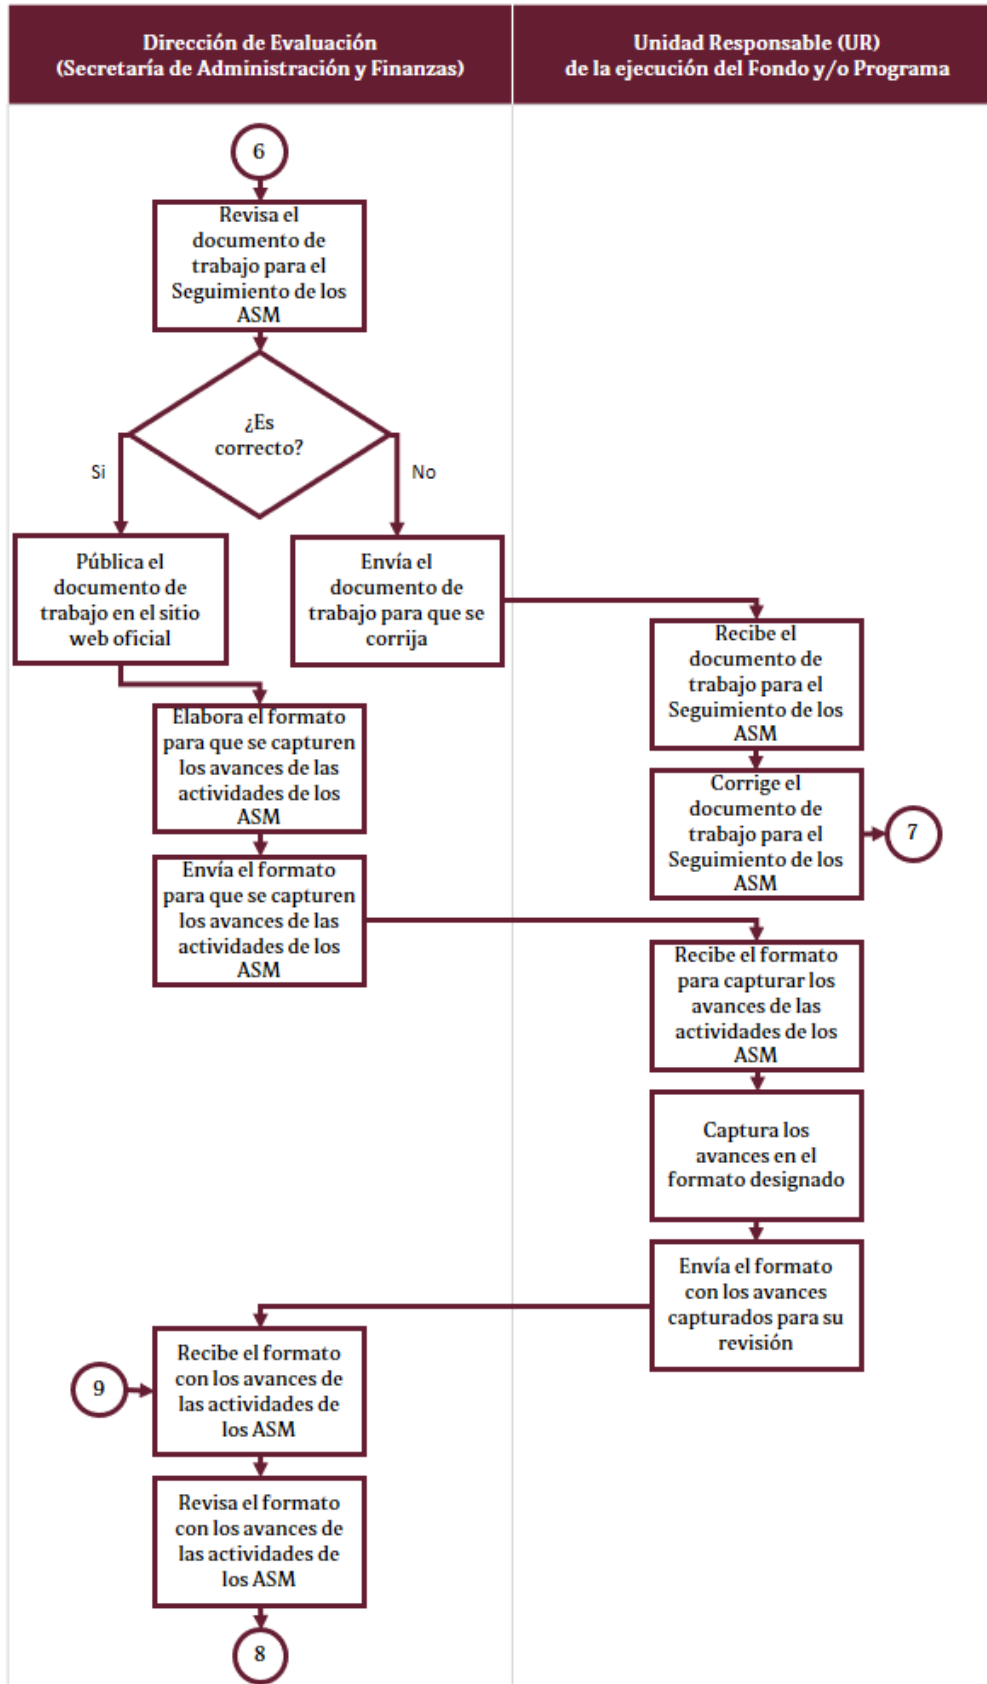 Dirección de Evaluación
(Secretaría de Administración y Finanzas)
Unidad Responsable (UR)
de la ejecución del Fondo y/o Programa
6
Revisa el
documento de
trabajo para el
Seguimiento de los
ASM
¿Es
correcto?
Si
No
Pública el
documento de
trabajo en el sitio
web oficial
Envía el
documento de
trabajo para que se
corrija
Recibe el
documento de
trabajo para el
Seguimiento de los
ASM
Elabora el formato
para que se capturen
los avances de las
actividades de los
ASM
Corrige el
documento de
trabajo para el
Seguimiento de los
ASM
7
Envía el formato
para que se capturen
los avances de las
actividades de los
ASM
Recibe el formato
para capturar los
avances de las
actividades de los
ASM
Captura los
avances en el
formato designado
Envía el formato
con los avances
capturados para su
revisión
9
Recibe el formato
con los avances de
las actividades de
los ASM
Revisa el formato
con los avances de
las actividades de
los ASM
8